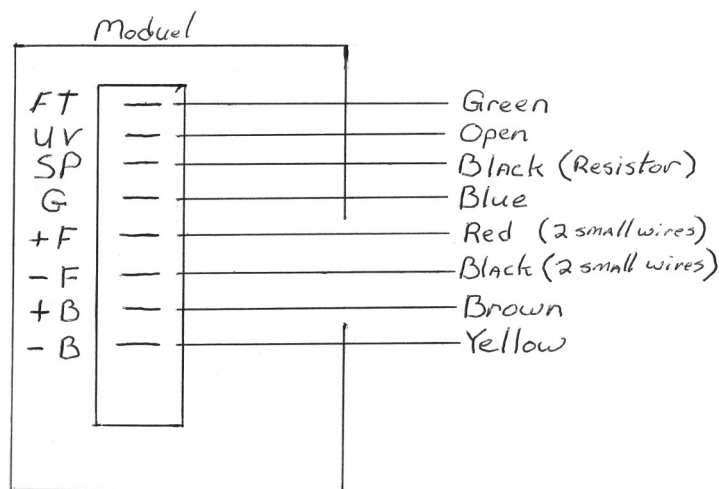 Moduel
FT Green
UV Open
SP Black (Resistor)
G Blue
+F Red (2 small wires)
-F Black (2 small wires)
+B Brown
-B Yellow